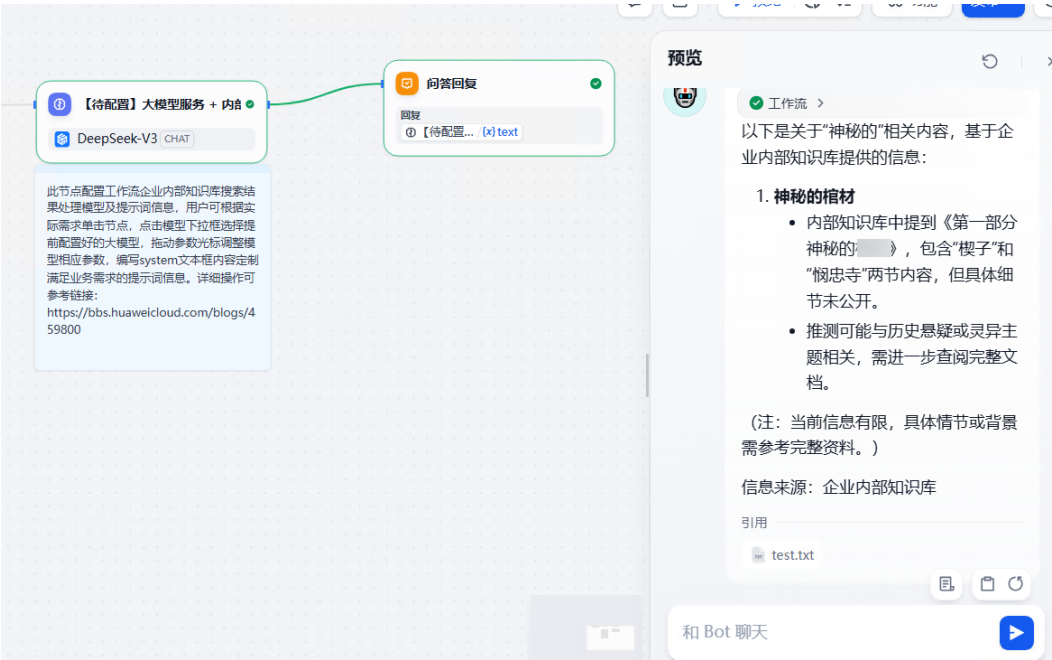 【待配置】大模型服务 + 内部
DeepSeek-V3 CHAT
此节点配置工作流企业内部知识库搜索结
果处理模型及提示词信息，用户可根据实
际需求单击节点，点击模型下拉框选择提
前配置好的大模型，拖动参数光标调整模
型相应参数，编写system文本框内容定制
满足业务需求的提示词信息。详细操作可
参考链接：
https://bbs.huaweicloud.com/blogs/4
59800
问答回复
回复
【待配置... / {x} text
预览
工作流
以下是关于“神秘的”相关内容，基于企
业内部知识库提供的信息：
1. 神秘的棺材
• 内部知识库中提到《第一部分
神秘的》，包含“楔子”和
“悯忠寺”两节内容，但具体细
节未公开。
• 推测可能与历史悬疑或灵异主
题相关，需进一步查阅完整文
档。
（注：当前信息有限，具体情节或背景
需参考完整资料。）
信息来源：企业内部知识库
引用
test.txt
和 Bot 聊天